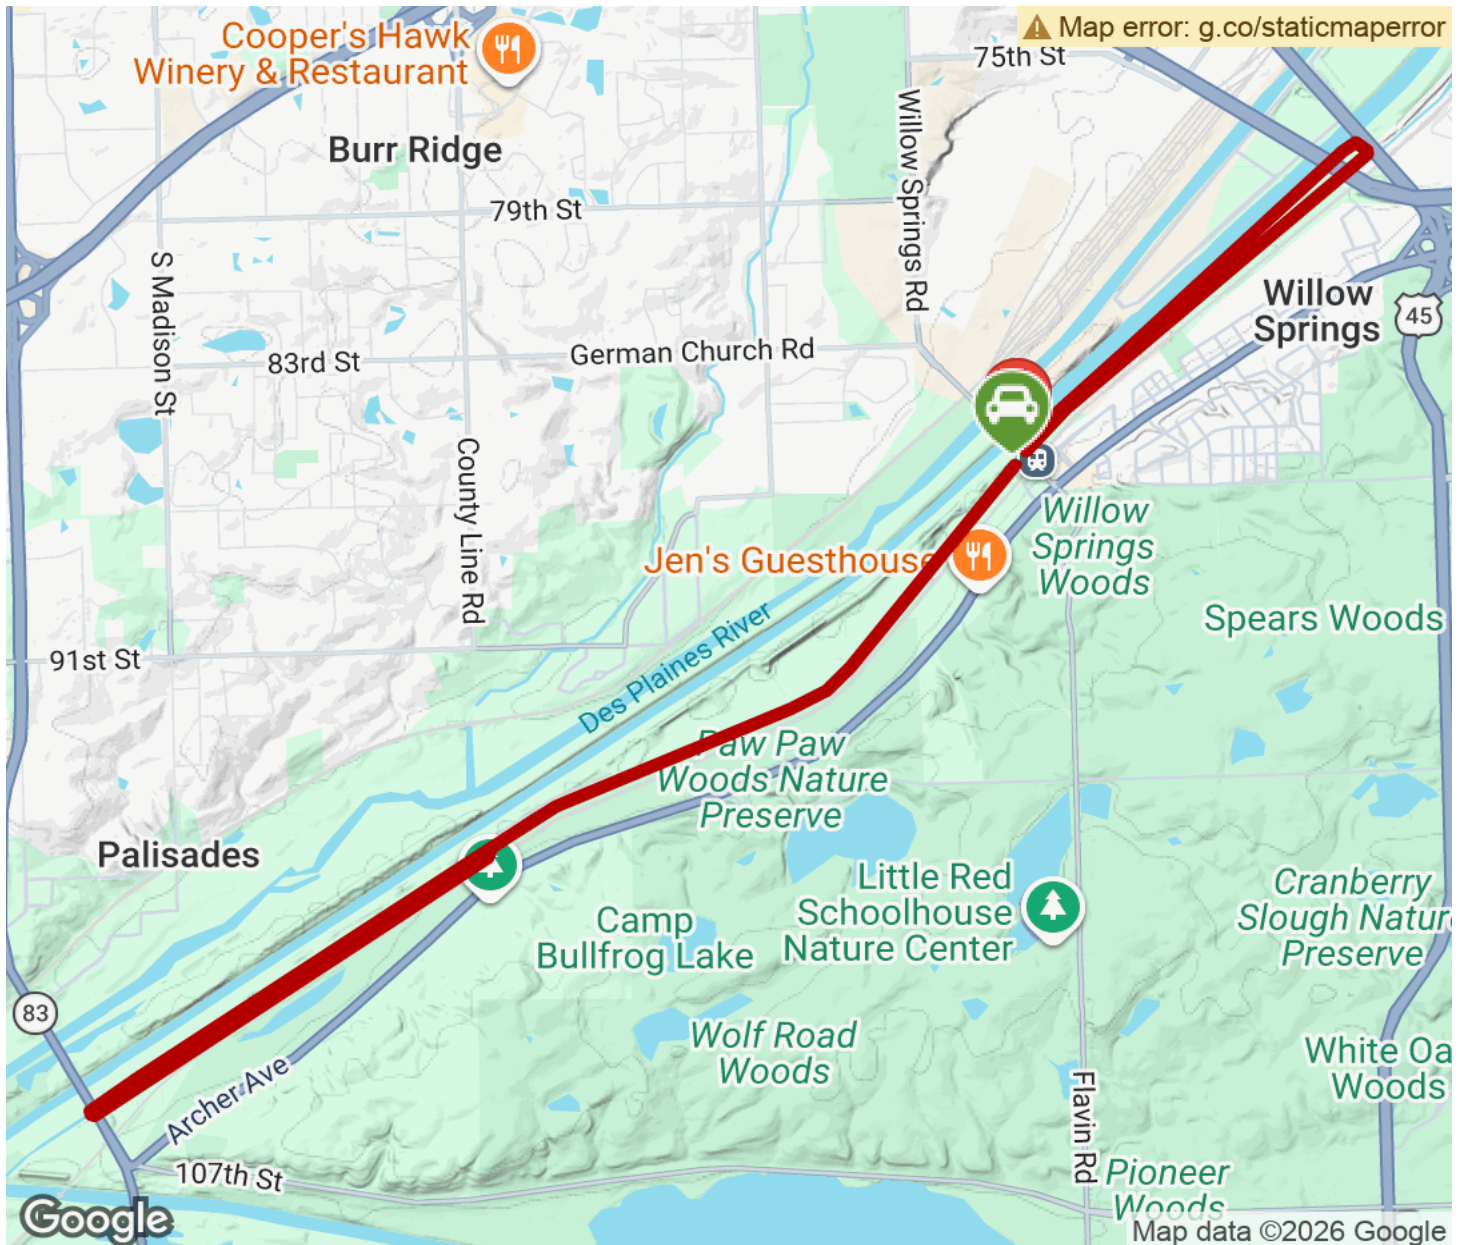 Map error: g.co/staticmaperror
Cooper's Hawk
Winery & Restaurant
75th St
Burr Ridge
Willow Springs Rd
79th St
S Madison St
Willow
Springs
45
83rd St
German Church Rd
County Line Rd
Willow
Springs
Woods
Jen's Guesthouse
Spears Woods
91st St
Des Plaines River
Paw Paw
Woods Nature
Preserve
Palisades
Little Red
Schoolhouse
Nature Center
Cranberry
Slough Nature
Preserve
Camp
Bullfrog Lake
83
Wolf Road
Woods
White Oa
Woods
Archer Ave
Flavin Rd
107th St
Pioneer
Woods
Google
Map data ©2026 Google